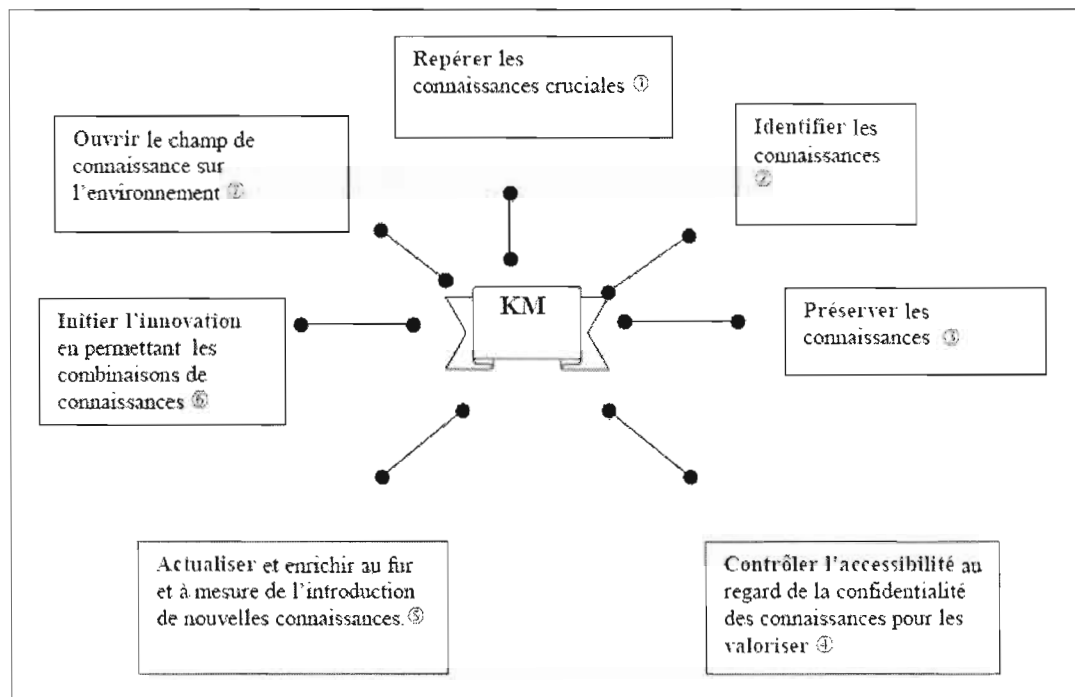 Repérer les
connaissances cruciales ①
Identifier les
connaissances
②
Préserver les
connaissances ③
Contrôler l'accessibilité au
regard de la confidentialité
des connaissances pour les
valoriser ④
Actualiser et enrichir au fur
et à mesure de l'introduction
de nouvelles connaissances. ⑤
Initier l'innovation
en permettant les
combinaisons de
connaissances ⑥
Ouvrir le champ de
connaissance sur
l'environnement ⑦
KM